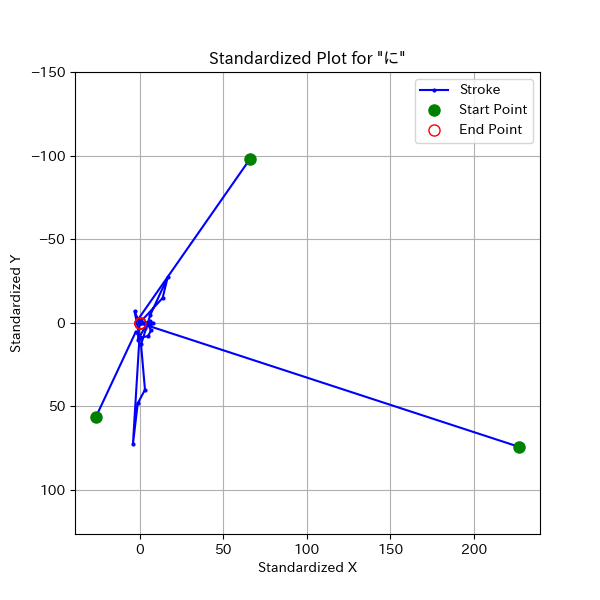 Standardized Plot for "に"
Stroke
Start Point
End Point
Standardized Y
−150
−100
−50
0
50
100
0 50 100 150 200
Standardized X